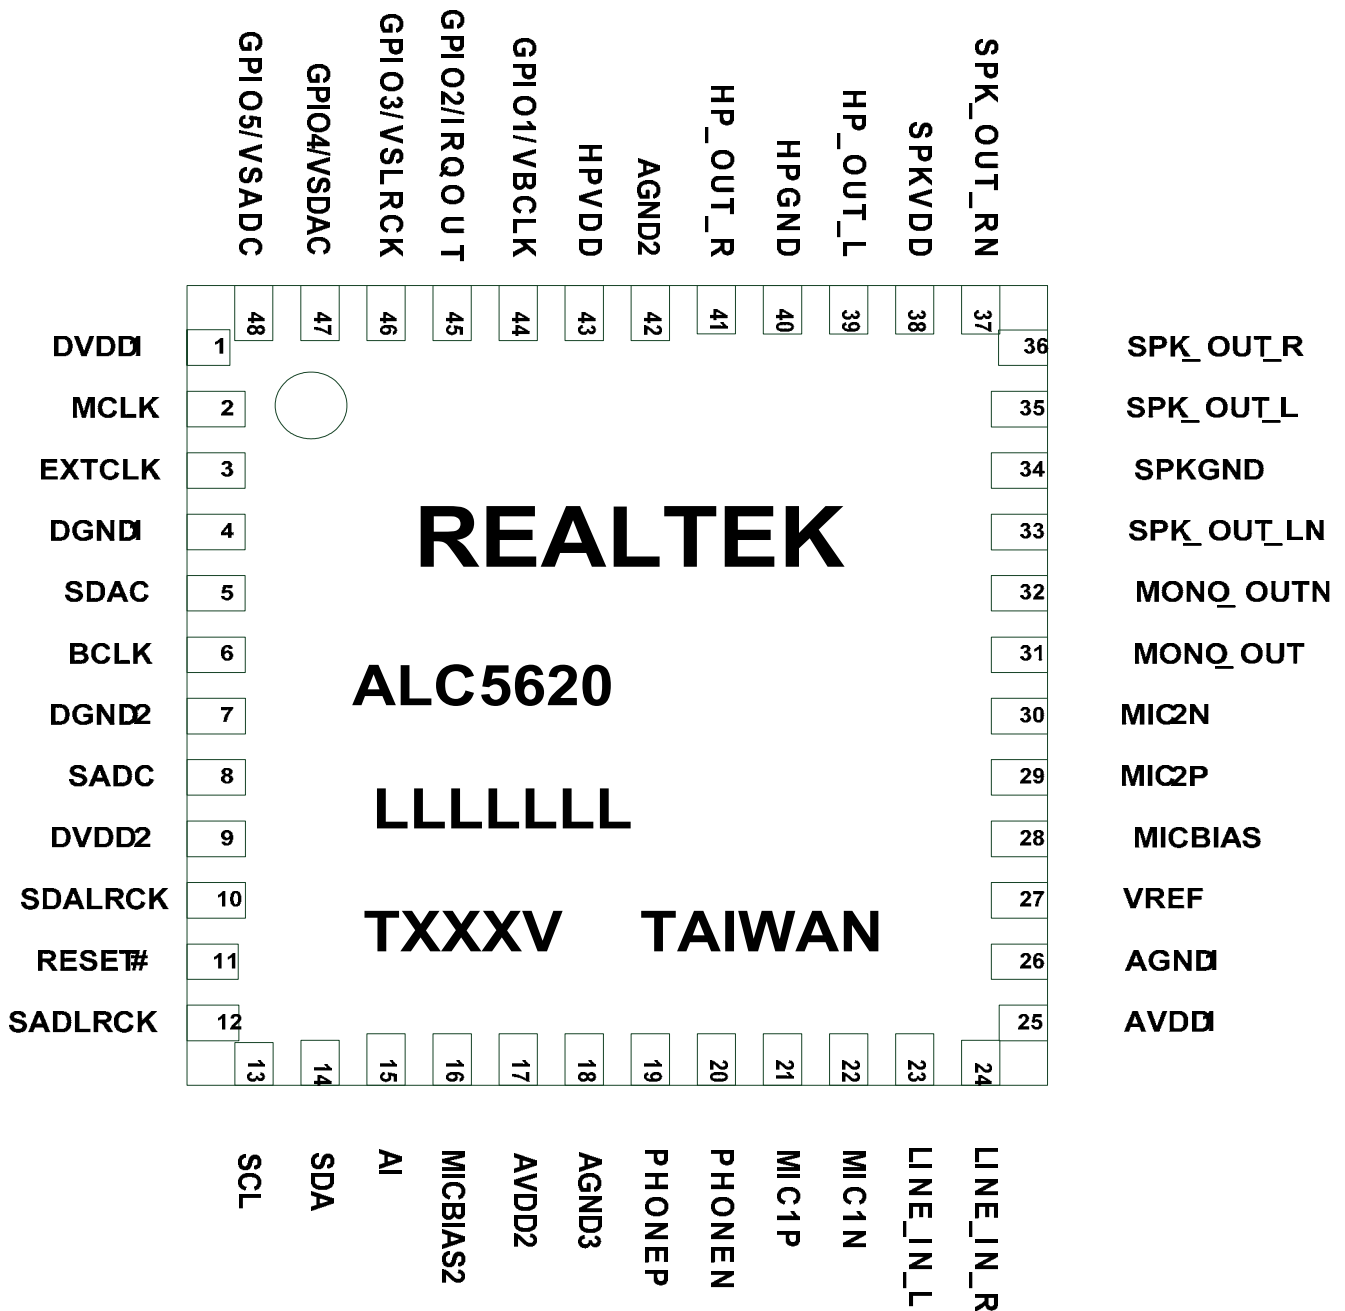 GPIO5/VSADC
GPIO4/VSDAC
GPIO3/VSLRCK
GPIO2/IRQOUT
GPIO1/VBCLK
HPVDD
AGND2
HP_OUT_R
HPGND
HP_OUT_L
SPKVDD
SPK_OUT_RN
48 47 46 45 44 43 42 41 40 39 38 37
DVDD1 1 36 SPK_OUT_R
MCLK 2 35 SPK_OUT_L
EXTCLK 3 34 SPKGND
DGND1 4 33 SPK_OUT_LN
REALTEK
SDAC 5 32 MONO_OUTN
BCLK 6 31 MONO_OUT
ALC5620
DGND2 7 30 MIC2N
SADC 8 29 MIC2P
LLLLLLL
DVDD2 9 28 MICBIAS
SDALRCK 10 27 VREF
TXXXV TAIWAN
RESET# 11 26 AGND1
SADLRCK 12 25 AVDD1
13 14 15 16 17 18 19 20 21 22 23 24
SCL
SDA
AI
MICBIAS2
AVDD2
AGND3
PHONEP
PHONEN
MIC1P
MIC1N
LINE_IN_L
LINE_IN_R